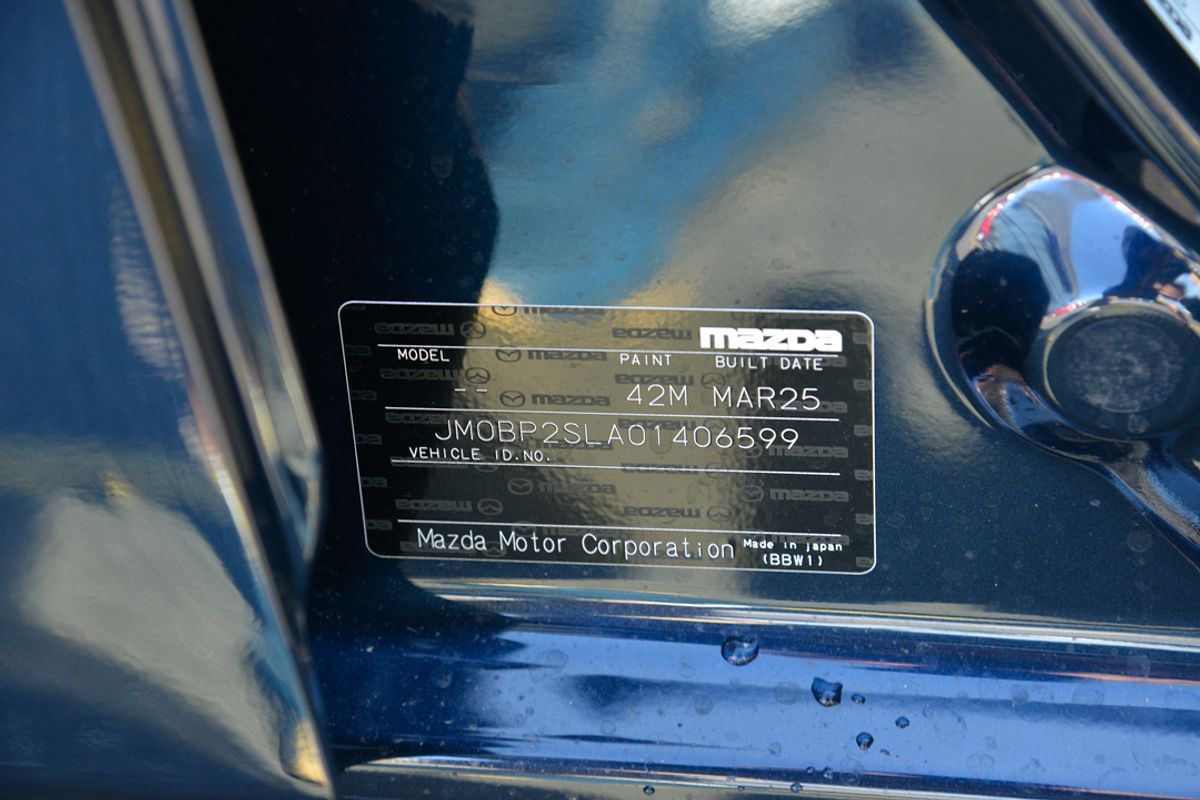 mazda
MODEL PAINT BUILT DATE
-- 42M MAR25
JM0BP2SLA01406599
VEHICLE ID.NO.
Mazda Motor Corporation Made in Japan
(BBW1)